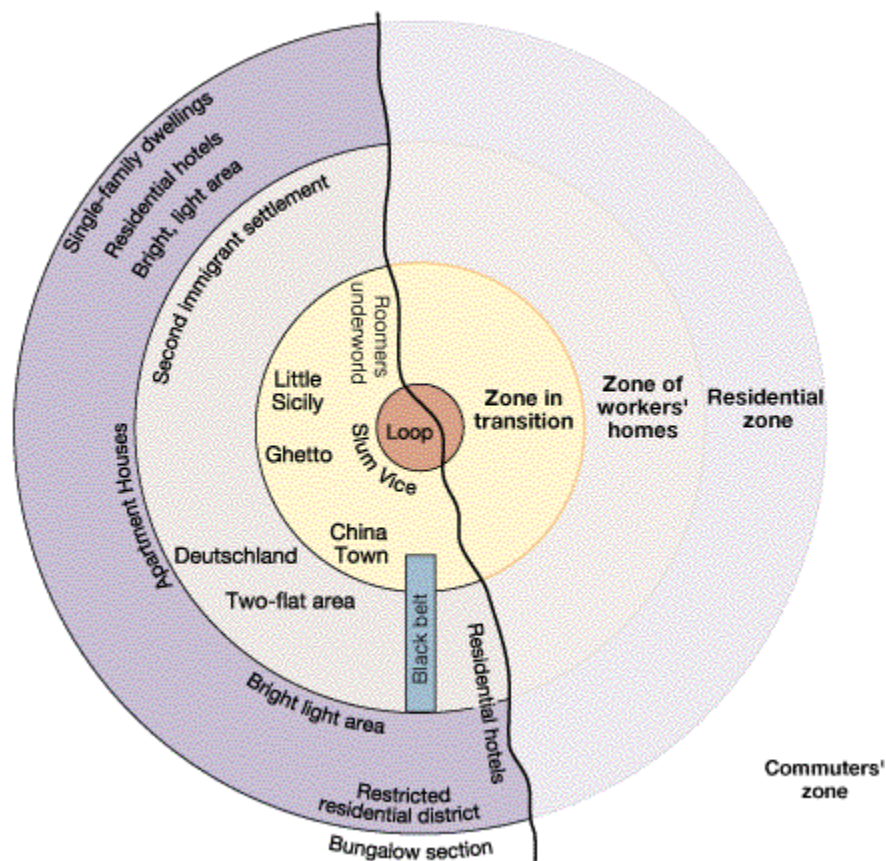 Single-family dwellings
Residential hotels
Bright, light area
Second immigrant settlement
Roomers
underworld
Little
Sicily
Loop
Zone in
transition
Zone of
workers'
homes
Residential
zone
Ghetto
Slum Vice
Apartment Houses
China
Town
Deutschland
Two-flat area
Black belt
Residential hotels
Bright light area
Restricted
residential district
Bungalow section
Commuters'
zone